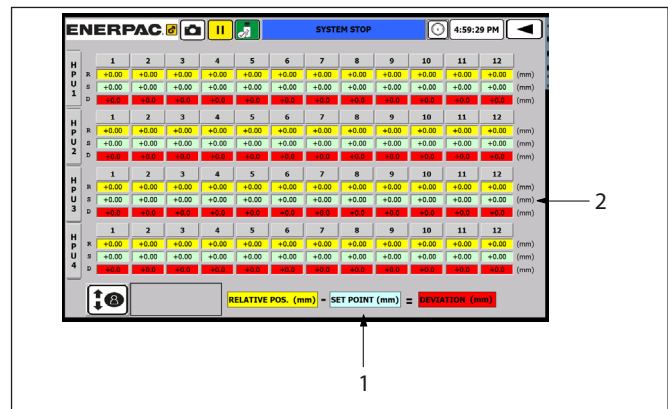 ENERPAC. SYSTEM STOP 4:59:29 PM
HPU1
1 2 3 4 5 6 7 8 9 10 11 12
R +0.00 +0.00 +0.00 +0.00 +0.00 +0.00 +0.00 +0.00 +0.00 +0.00 +0.00 +0.00 (mm)
S +0.00 +0.00 +0.00 +0.00 +0.00 +0.00 +0.00 +0.00 +0.00 +0.00 +0.00 +0.00 (mm)
D +0.0 +0.0 +0.0 +0.0 +0.0 +0.0 +0.0 +0.0 +0.0 +0.0 +0.0 +0.0 (mm)
HPU2
1 2 3 4 5 6 7 8 9 10 11 12
R +0.00 +0.00 +0.00 +0.00 +0.00 +0.00 +0.00 +0.00 +0.00 +0.00 +0.00 +0.00 (mm)
S +0.00 +0.00 +0.00 +0.00 +0.00 +0.00 +0.00 +0.00 +0.00 +0.00 +0.00 +0.00 (mm)
D +0.0 +0.0 +0.0 +0.0 +0.0 +0.0 +0.0 +0.0 +0.0 +0.0 +0.0 +0.0 (mm)
HPU3
1 2 3 4 5 6 7 8 9 10 11 12
R +0.00 +0.00 +0.00 +0.00 +0.00 +0.00 +0.00 +0.00 +0.00 +0.00 +0.00 +0.00 (mm)
S +0.00 +0.00 +0.00 +0.00 +0.00 +0.00 +0.00 +0.00 +0.00 +0.00 +0.00 +0.00 (mm) 2
D +0.0 +0.0 +0.0 +0.0 +0.0 +0.0 +0.0 +0.0 +0.0 +0.0 +0.0 +0.0 (mm)
HPU4
1 2 3 4 5 6 7 8 9 10 11 12
R +0.00 +0.00 +0.00 +0.00 +0.00 +0.00 +0.00 +0.00 +0.00 +0.00 +0.00 +0.00 (mm)
S +0.00 +0.00 +0.00 +0.00 +0.00 +0.00 +0.00 +0.00 +0.00 +0.00 +0.00 +0.00 (mm)
D +0.0 +0.0 +0.0 +0.0 +0.0 +0.0 +0.0 +0.0 +0.0 +0.0 +0.0 +0.0 (mm)
RELATIVE POS. (mm) - SET POINT (mm) = DEVIATION (mm)
1